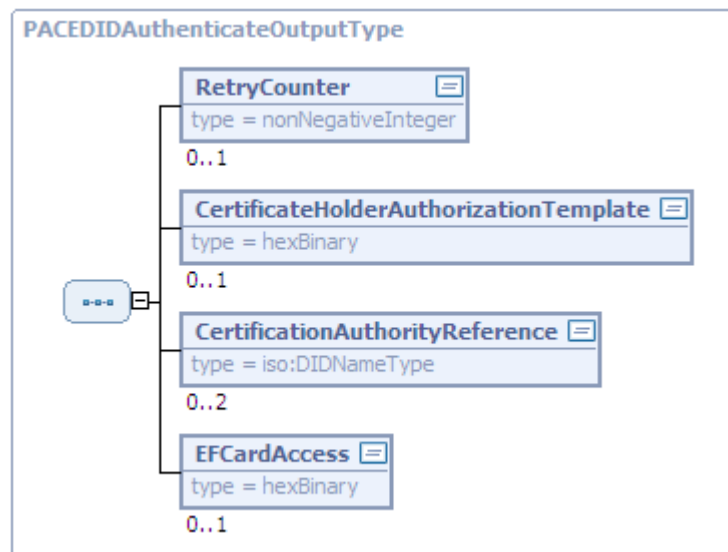 PACEDIDAuthenticateOutputType
RetryCounter
type = nonNegativeInteger
0..1
CertificateHolderAuthorizationTemplate
type = hexBinary
0..1
CertificationAuthorityReference
type = iso:DIDNameType
0..2
EFCardAccess
type = hexBinary
0..1